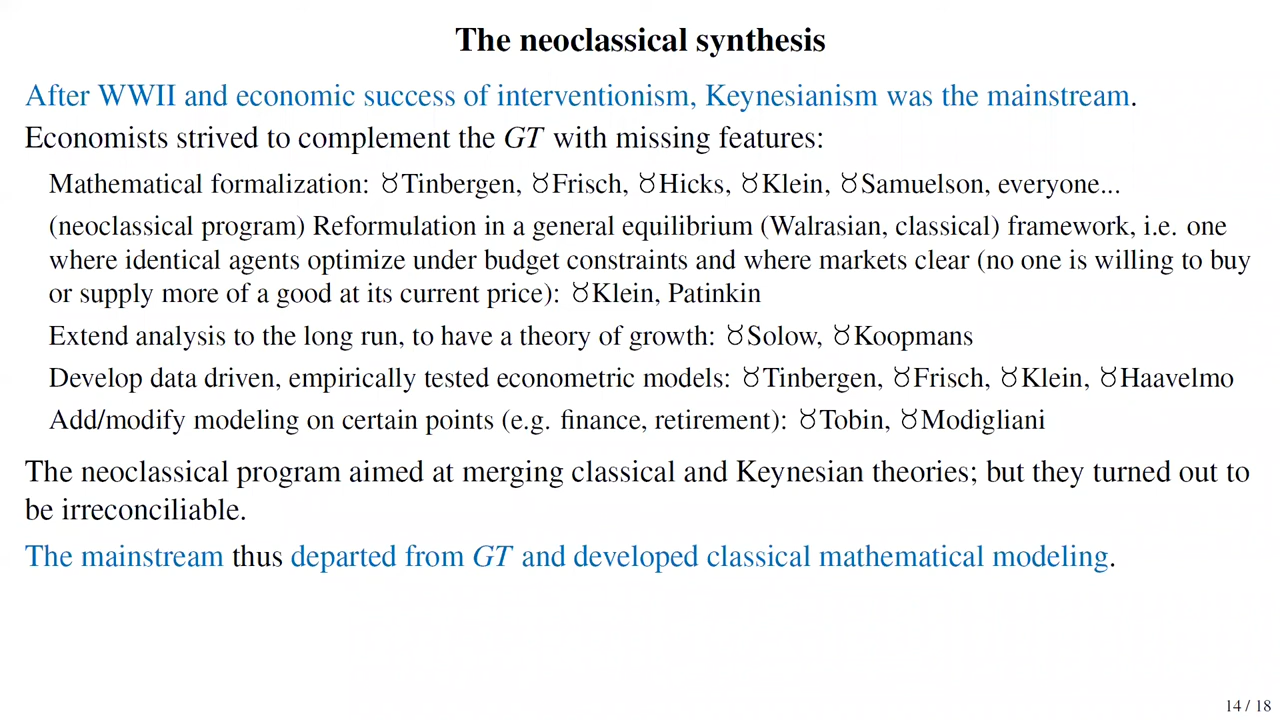 The neoclassical synthesis
After WWII and economic success of interventionism, Keynesianism was the mainstream.
Economists strived to complement the GT with missing features:
Mathematical formalization: ♉Tinbergen, ♉Frisch, ♉Hicks, ♉Klein, ♉Samuelson, everyone...
(neoclassical program) Reformulation in a general equilibrium (Walrasian, classical) framework, i.e. one
where identical agents optimize under budget constraints and where markets clear (no one is willing to buy
or supply more of a good at its current price): ♉Klein, Patinkin
Extend analysis to the long run, to have a theory of growth: ♉Solow, ♉Koopmans
Develop data driven, empirically tested econometric models: ♉Tinbergen, ♉Frisch, ♉Klein, ♉Haavelmo
Add/modify modeling on certain points (e.g. finance, retirement): ♉Tobin, ♉Modigliani
The neoclassical program aimed at merging classical and Keynesian theories; but they turned out to
be irreconciliable.
The mainstream thus departed from GT and developed classical mathematical modeling.
14 / 18